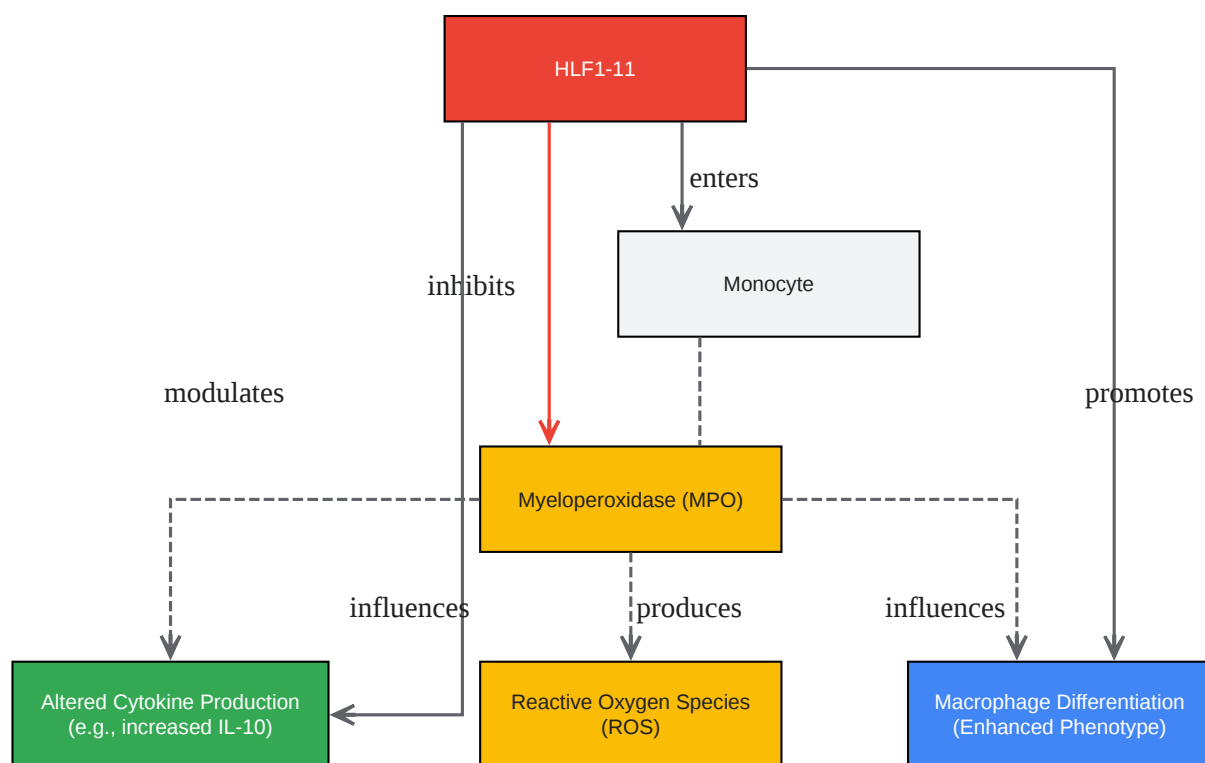 HLF1-11
enters
inhibits
Monocyte
modulates
promotes
Myeloperoxidase (MPO)
influences
produces
influences
Altered Cytokine Production
(e.g., increased IL-10)
Reactive Oxygen Species
(ROS)
Macrophage Differentiation
(Enhanced Phenotype)